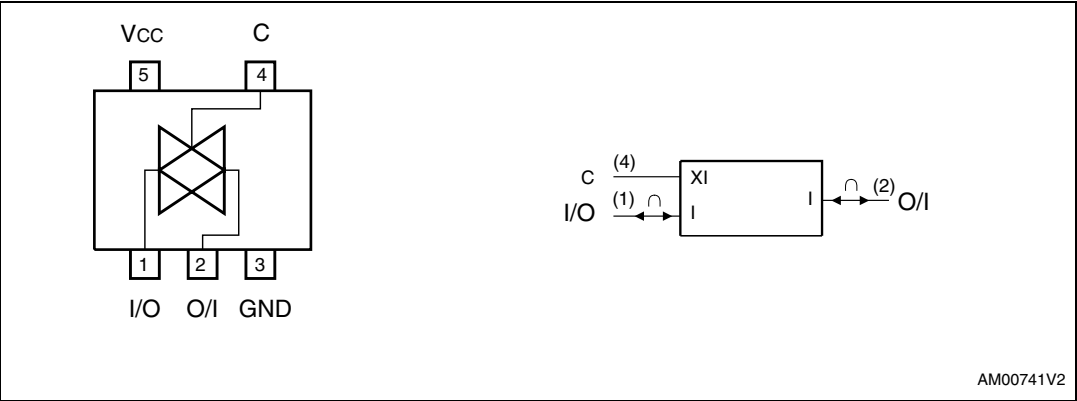 VCC C
5 4
1 2 3
I/O O/I GND
C (4) XI
I/O (1) ∩ I I ∩ (2) O/I
AM00741V2